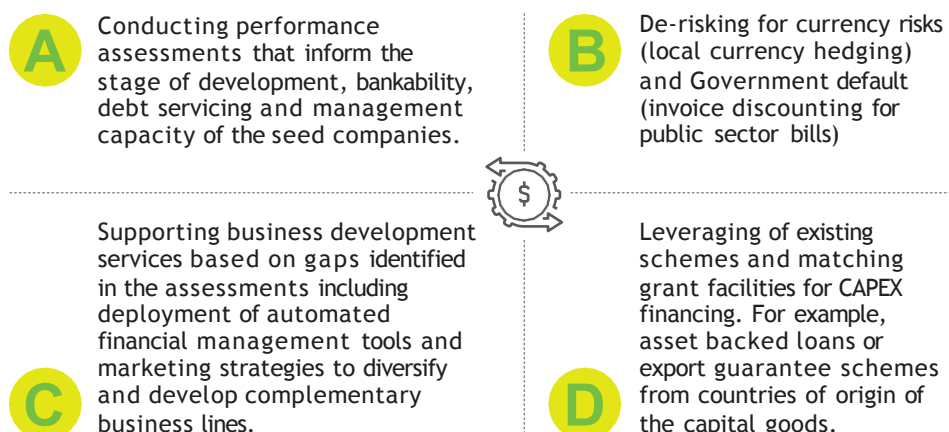 A
Conducting performance
assessments that inform the
stage of development, bankability,
debt servicing and management
capacity of the seed companies.
B
De-risking for currency risks
(local currency hedging)
and Government default
(invoice discounting for
public sector bills)
$
C
Supporting business development
services based on gaps identified
in the assessments including
deployment of automated
financial management tools and
marketing strategies to diversify
and develop complementary
business lines.
D
Leveraging of existing
schemes and matching
grant facilities for CAPEX
financing. For example,
asset backed loans or
export guarantee schemes
from countries of origin of
the capital goods.